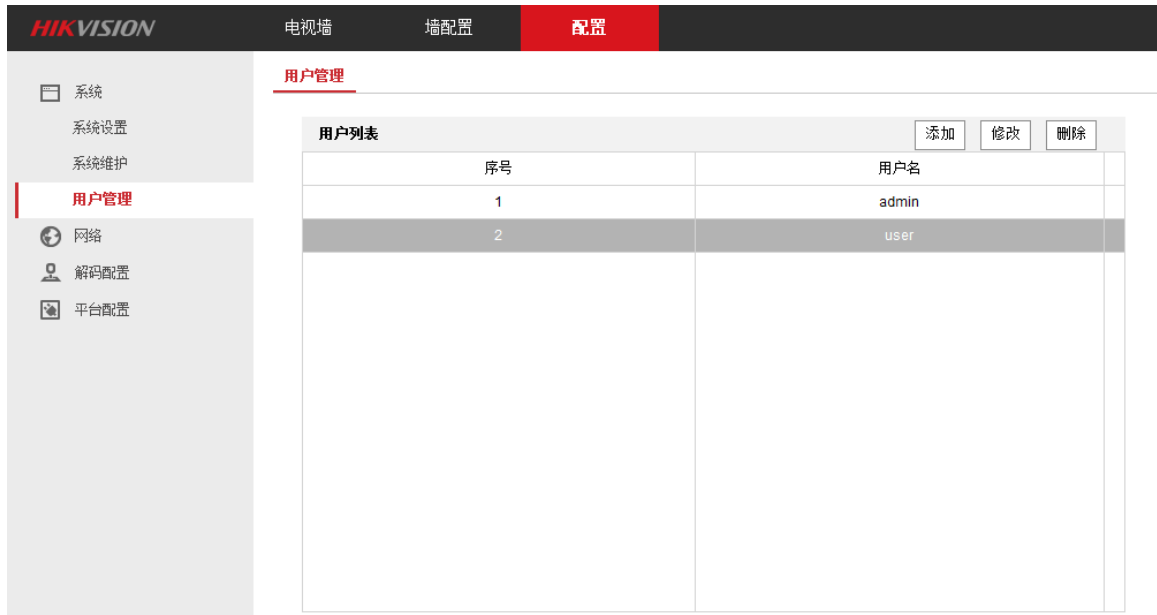 HIKVISION 电视墙 墙配置 配置
系统
系统设置
系统维护
用户管理
网络
解码配置
平台配置
用户管理
用户列表 添加 修改 删除
序号 用户名
1 admin
2 user